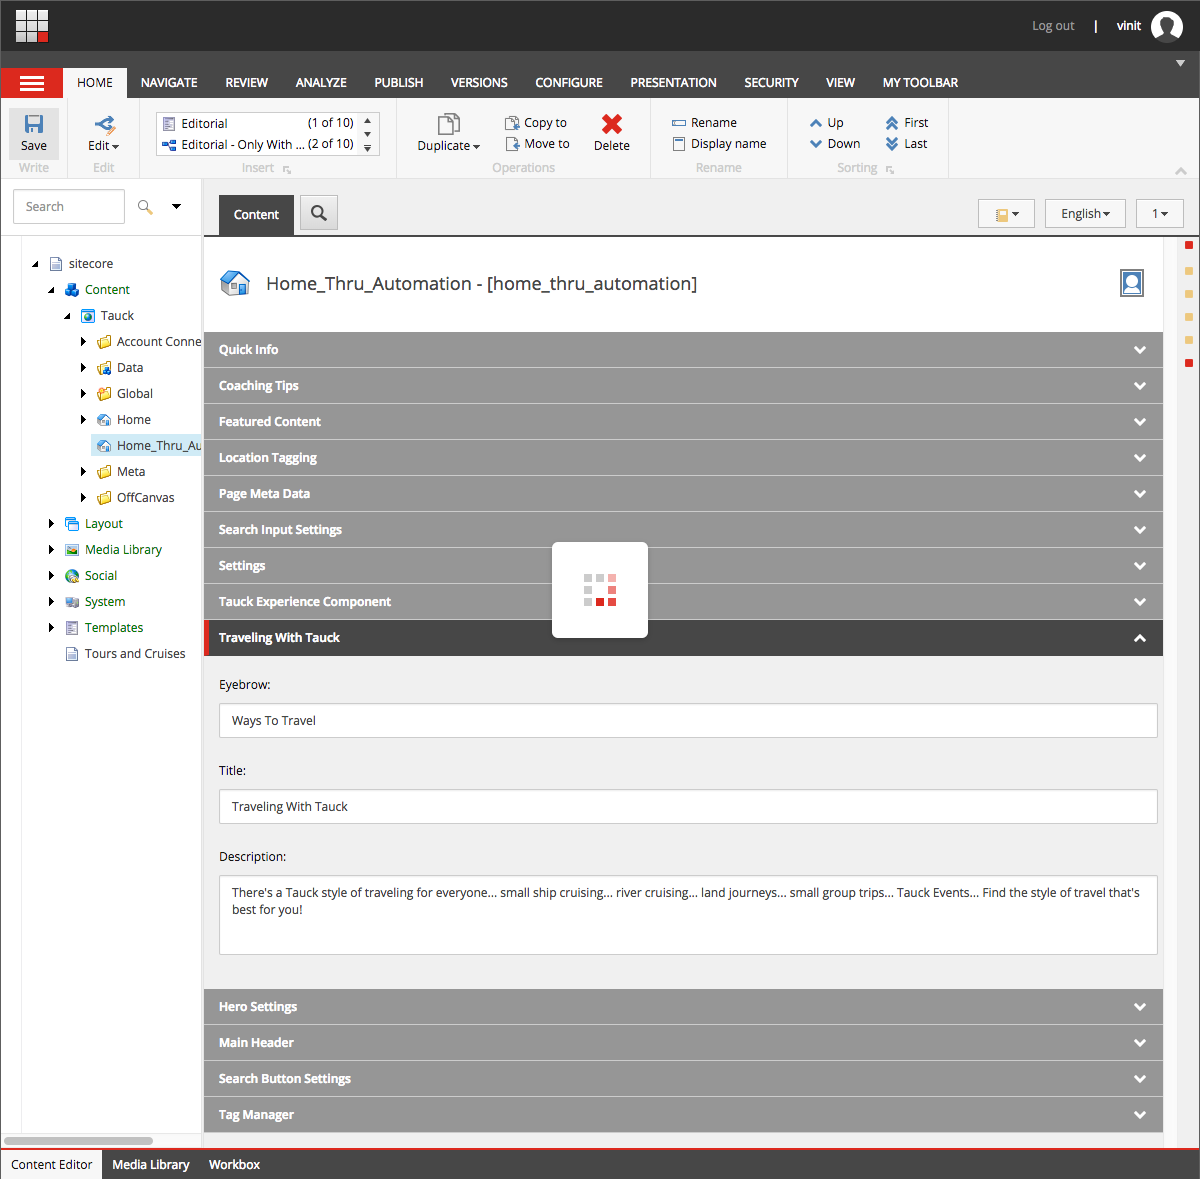 Log out | vinit
HOME NAVIGATE REVIEW ANALYZE PUBLISH VERSIONS CONFIGURE PRESENTATION SECURITY VIEW MY TOOLBAR
Save
Write
Edit
Edit
Editorial (1 of 10)
Editorial - Only With ... (2 of 10)
Insert
Duplicate
Copy to
Move to
Delete
Operations
Rename
Display name
Rename
Up
Down
First
Last
Sorting
Search
sitecore
Content
Tauck
Account Conne
Data
Global
Home
Home_Thru_Au
Meta
OffCanvas
Layout
Media Library
Social
System
Templates
Tours and Cruises
Content
English
1
Home_Thru_Automation - [home_thru_automation]
Quick Info
Coaching Tips
Featured Content
Location Tagging
Page Meta Data
Search Input Settings
Settings
Tauck Experience Component
Traveling With Tauck
Eyebrow:
Ways To Travel
Title:
Traveling With Tauck
Description:
There's a Tauck style of traveling for everyone... small ship cruising... river cruising... land journeys... small group trips... Tauck Events... Find the style of travel that's
best for you!
Hero Settings
Main Header
Search Button Settings
Tag Manager
Content Editor Media Library Workbox